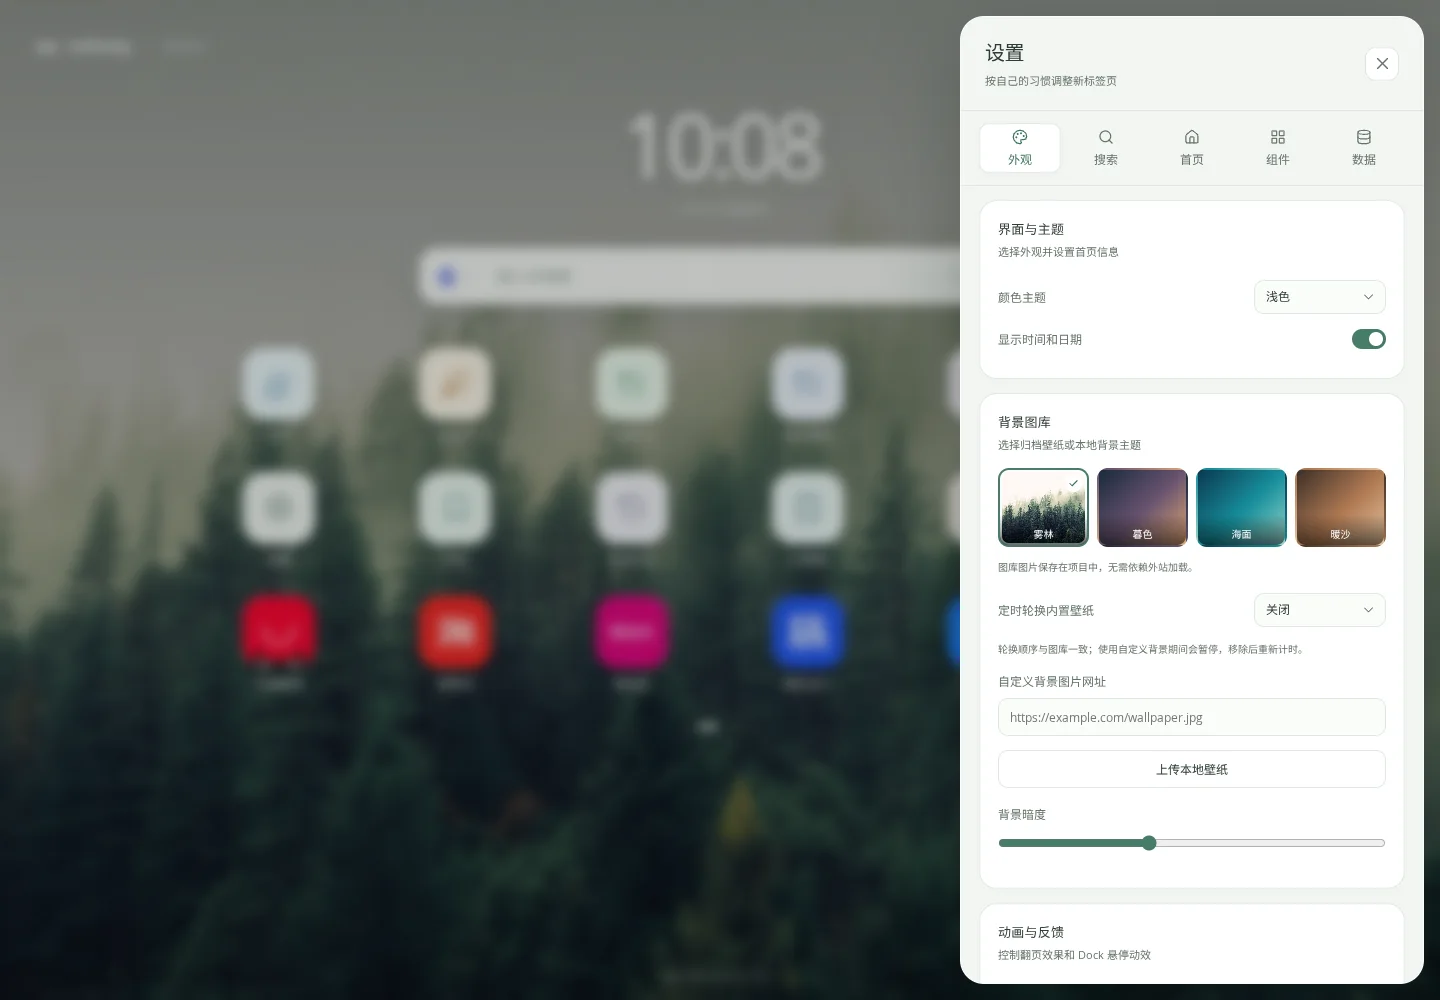 设置
按自己的习惯调整新标签页
外观
搜索
首页
组件
数据
界面与主题
选择外观并设置首页信息
颜色主题
浅色
显示时间和日期
背景图库
选择归档壁纸或本地背景主题
雾林
暮色
海面
暖沙
图库图片保存在项目中，无需依赖外站加载。
定时轮换内置壁纸
关闭
轮换顺序与图库一致；使用自定义背景期间会暂停，移除后重新计时。
自定义背景图片网址
https://example.com/wallpaper.jpg
上传本地壁纸
背景暗度
动画与反馈
控制翻页效果和 Dock 悬停动效
10:08